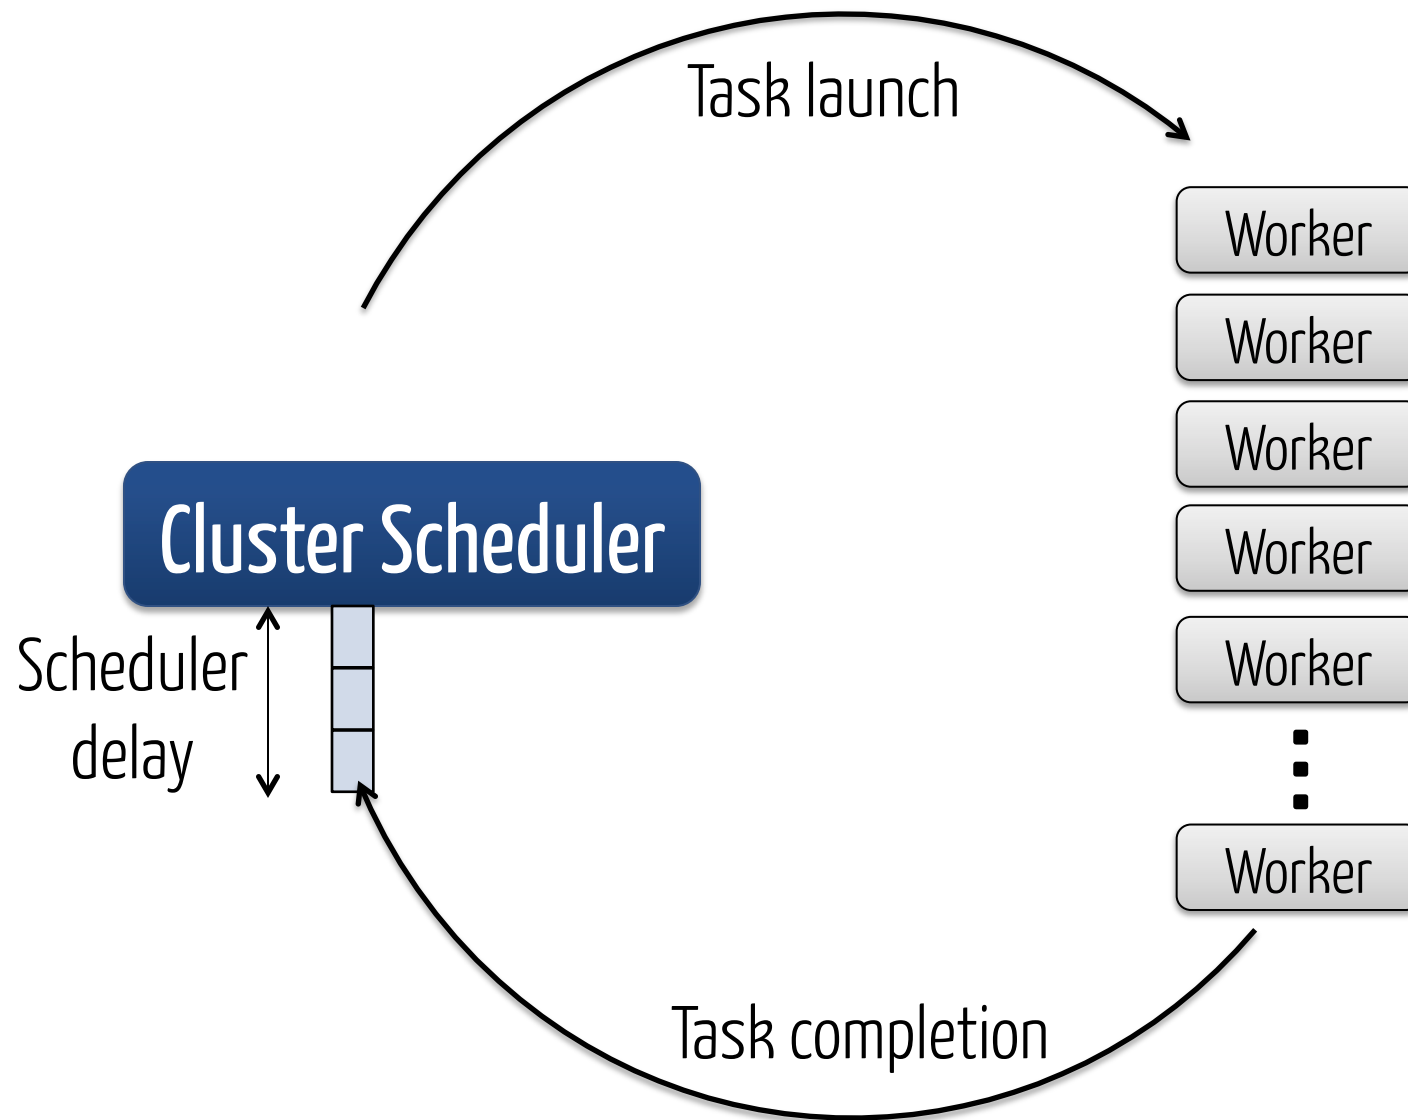 Task launch
Worker
Worker
Worker
Worker
Worker
Worker
Cluster Scheduler
Scheduler
delay
Task completion